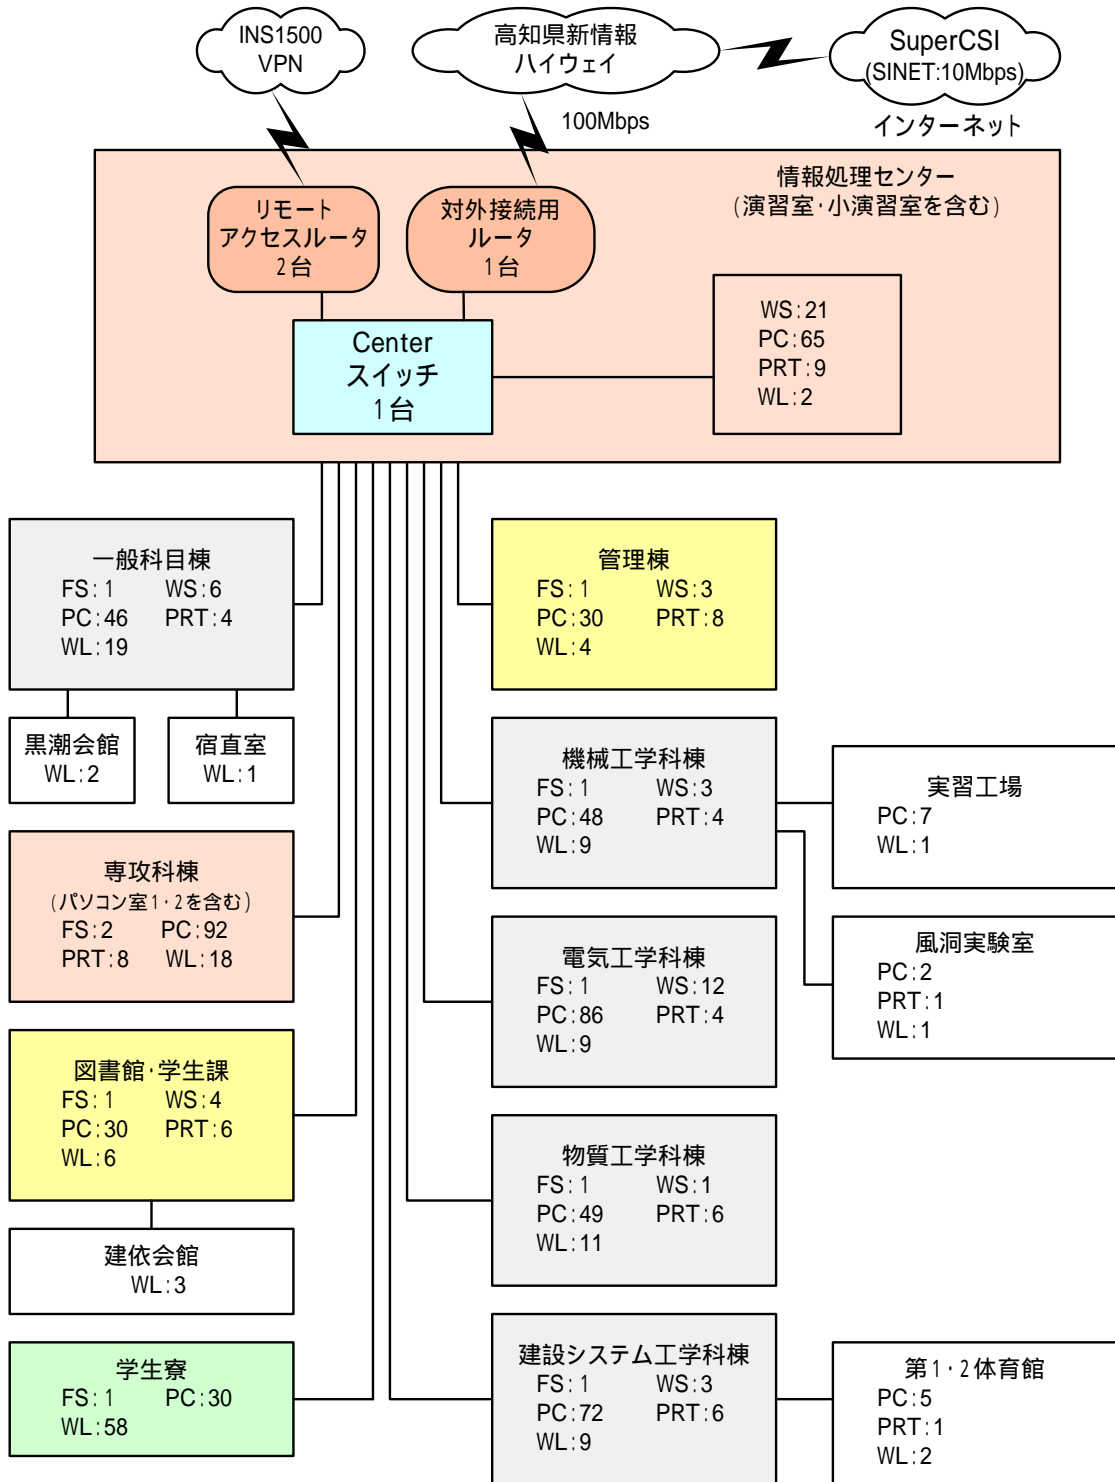 INS1500
VPN
高知県新情報
ハイウェイ
SuperCSI
(SINET:10Mbps)
インターネット
100Mbps
情報処理センター
(演習室・小演習室を含む)
リモート
アクセスルータ
2台
対外接続用
ルータ
1台
Center
スイッチ
1台
WS:21
PC:65
PRT:9
WL:2
一般科目棟
FS:1 WS:6
PC:46 PRT:4
WL:19
黒潮会館
WL:2
宿直室
WL:1
専攻科棟
(パソコン室1・2を含む)
FS:2 PC:92
PRT:8 WL:18
図書館・学生課
FS:1 WS:4
PC:30 PRT:6
WL:6
建依会館
WL:3
学生寮
FS:1 PC:30
WL:58
管理棟
FS:1 WS:3
PC:30 PRT:8
WL:4
機械工学科棟
FS:1 WS:3
PC:48 PRT:4
WL:9
実習工場
PC:7
WL:1
風洞実験室
PC:2
PRT:1
WL:1
電気工学科棟
FS:1 WS:12
PC:86 PRT:4
WL:9
物質工学科棟
FS:1 WS:1
PC:49 PRT:6
WL:11
建設システム工学科棟
FS:1 WS:3
PC:72 PRT:6
WL:9
第1・2体育館
PC:5
PRT:1
WL:2